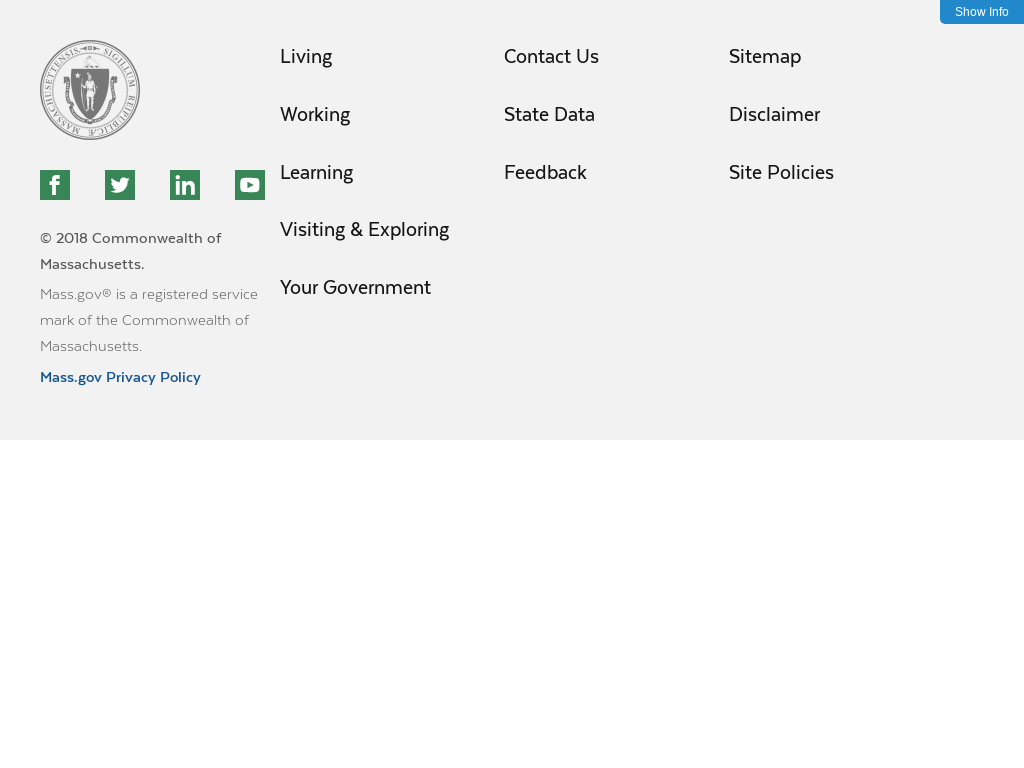 Show Info
SIGILLUM REIPUBLICÆ MASSACHUSETTENSIS
Living
Working
Learning
Visiting & Exploring
Your Government
Contact Us
State Data
Feedback
Sitemap
Disclaimer
Site Policies
f
in
© 2018 Commonwealth of
Massachusetts.
Mass.gov® is a registered service
mark of the Commonwealth of
Massachusetts.
Mass.gov Privacy Policy